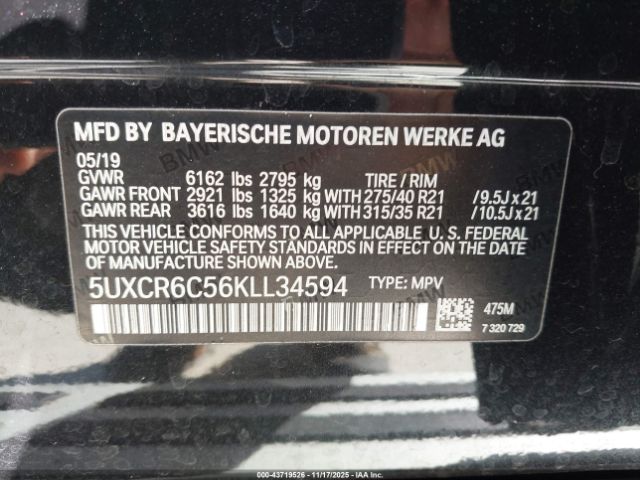 MFD BY BAYERISCHE MOTOREN WERKE AG
05/19
GVWR 6162 lbs 2795 kg TIRE / RIM
GAWR FRONT 2921 lbs 1325 kg WITH 275/40 R21 / 9.5J x 21
GAWR REAR 3616 lbs 1640 kg WITH 315/35 R21 / 10.5J x 21
THIS VEHICLE CONFORMS TO ALL APPLICABLE U. S. FEDERAL
MOTOR VEHICLE SAFETY STANDARDS IN EFFECT ON THE DATE
OF MANUFACTURE SHOWN ABOVE.
5UXCR6C56KLL34594 TYPE: MPV
475M
7 320 729
000-43719526 - 11/17/2025 - IAA Inc.